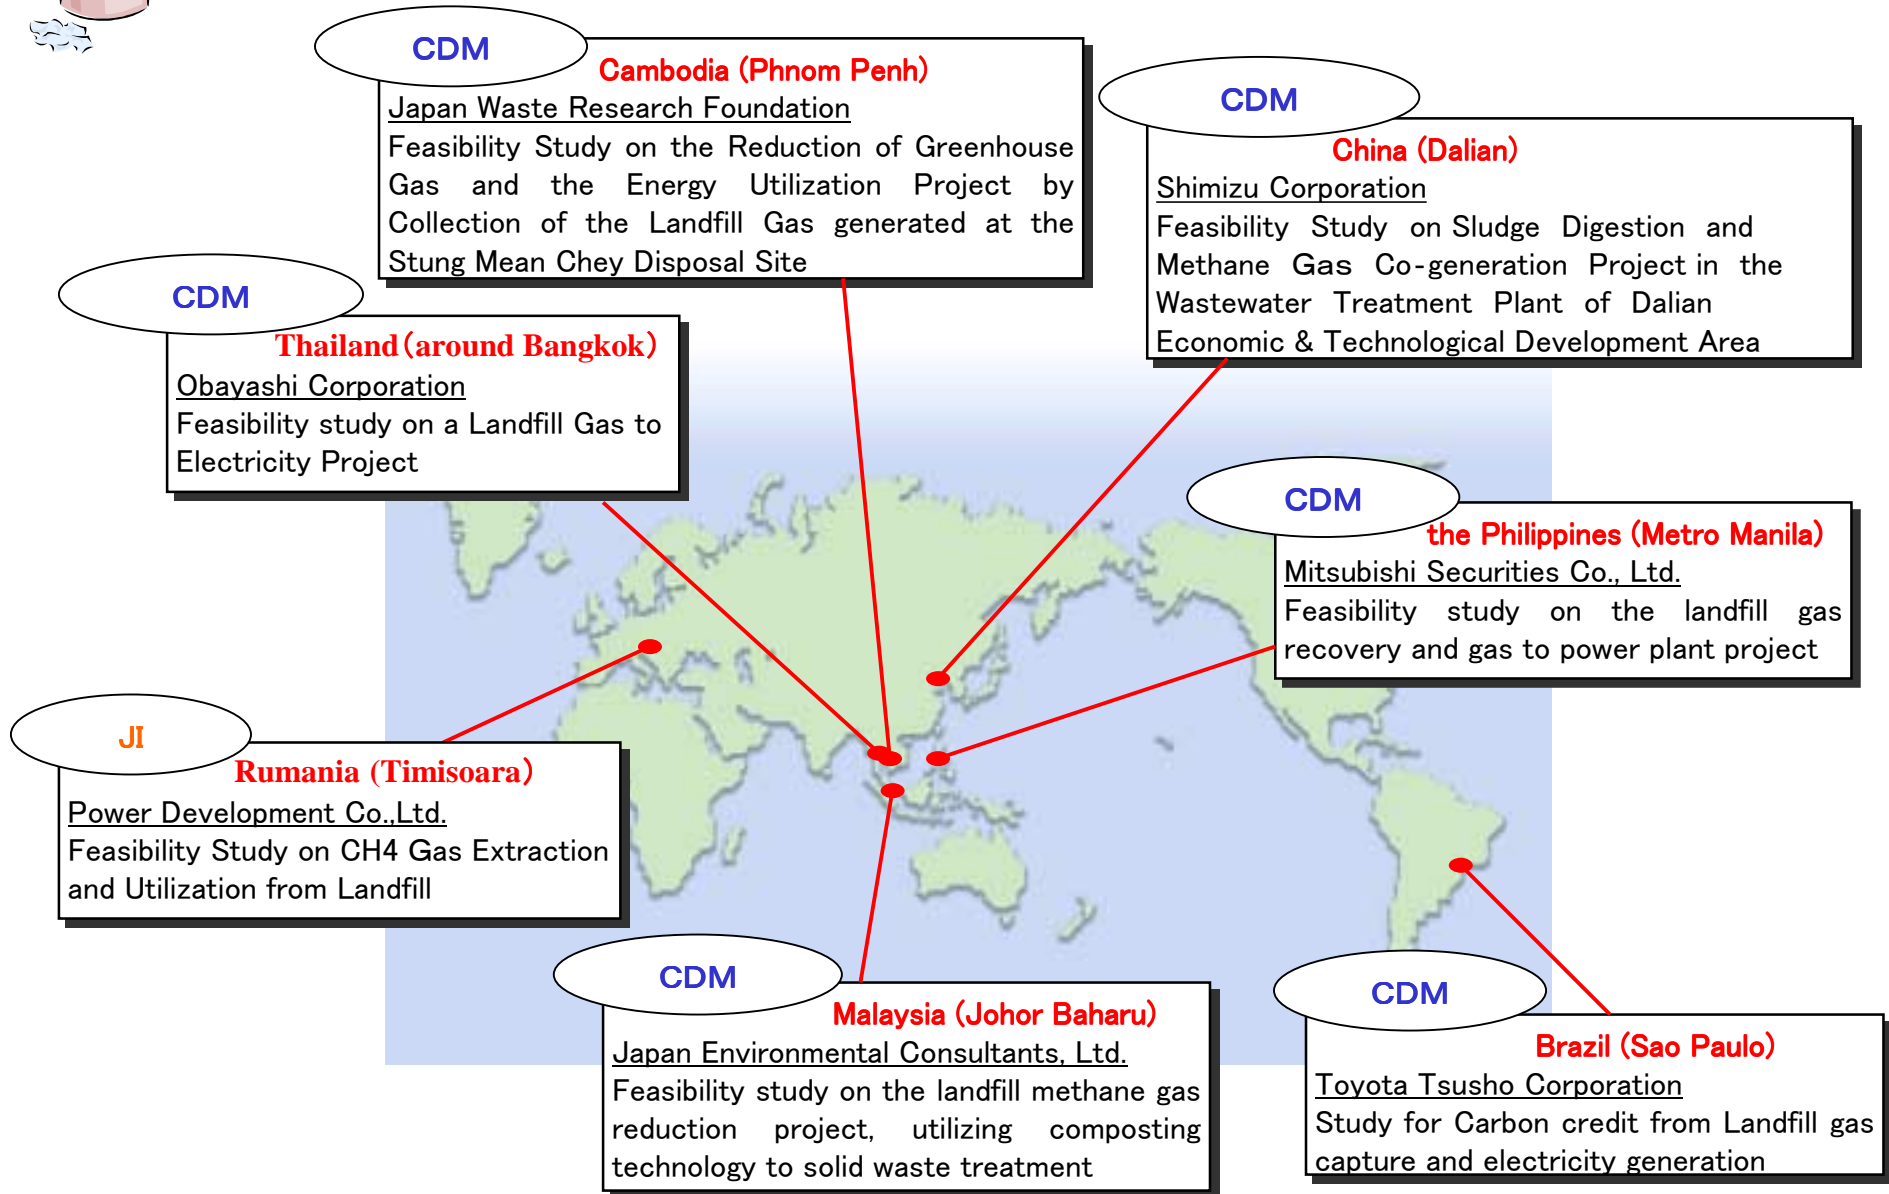 CDM
Cambodia (Phnom Penh)
Japan Waste Research Foundation
Feasibility Study on the Reduction of Greenhouse
Gas and the Energy Utilization Project by
Collection of the Landfill Gas generated at the
Stung Mean Chey Disposal Site
CDM
China (Dalian)
Shimizu Corporation
Feasibility Study on Sludge Digestion and
Methane Gas Co-generation Project in the
Wastewater Treatment Plant of Dalian
Economic & Technological Development Area
CDM
Thailand（around Bangkok）
Obayashi Corporation
Feasibility study on a Landfill Gas to
Electricity Project
CDM
the Philippines (Metro Manila)
Mitsubishi Securities Co., Ltd.
Feasibility study on the landfill gas
recovery and gas to power plant project
JI
Rumania (Timisoara）
Power Development Co.,Ltd.
Feasibility Study on CH4 Gas Extraction
and Utilization from Landfill
CDM
Malaysia (Johor Baharu)
Japan Environmental Consultants, Ltd.
Feasibility study on the landfill methane gas
reduction project, utilizing composting
technology to solid waste treatment
CDM
Brazil (Sao Paulo)
Toyota Tsusho Corporation
Study for Carbon credit from Landfill gas
capture and electricity generation